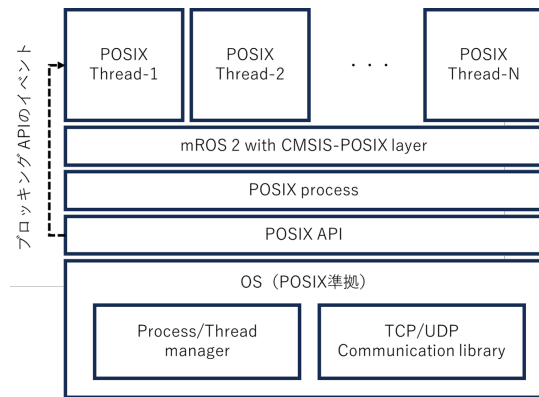 ブロッキング APIのイベント
POSIX
Thread-1
POSIX
Thread-2
・・・
POSIX
Thread-N
mROS 2 with CMSIS-POSIX layer
POSIX process
POSIX API
OS（POSIX準拠）
Process/Thread
manager
TCP/UDP
Communication library